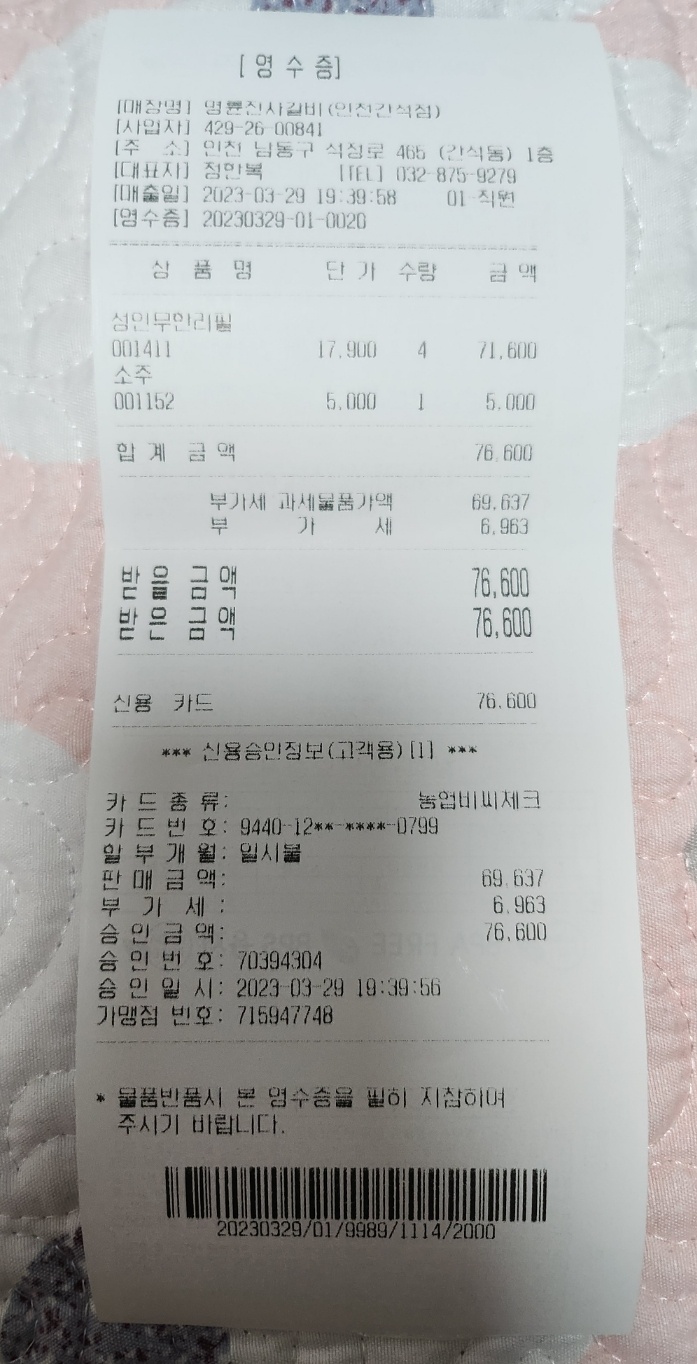 [영 수 증]
[매장명] 명륜진사갈비(인천간석점)
[사업자] 429-26-00841
[주 소] 인천 남동구 석정로 465 (간석동) 1층
[대표자] 정한복 [TEL] 032-875-9279
[매출일] 2023-03-29 19:39:58 01-직원
[영수증] 20230329-01-0020
상 품 명 단 가 수량 금 액
성인무한리필
001411 17,900 4 71,600
소주
001152 5,000 1 5,000
합 계 금 액 76,600
부가세 과세물품가액 69,637
부 가 세 6,963
받 을 금 액 76,600
받 은 금 액 76,600
신용 카드 76,600
*** 신용승인정보(고객용)[1] ***
카 드 종 류: 농협비씨체크
카 드 번 호: 9440-12**-****-0799
할 부 개 월: 일시불
판 매 금 액: 69,637
부 가 세 : 6,963
승 인 금 액: 76,600
승 인 번 호: 70394304
승 인 일 시: 2023-03-29 19:39:56
가맹점 번호: 715947748
* 물품반품시 본 영수증을 필히 지참하여
주시기 바랍니다.
20230329/01/9989/1114/2000